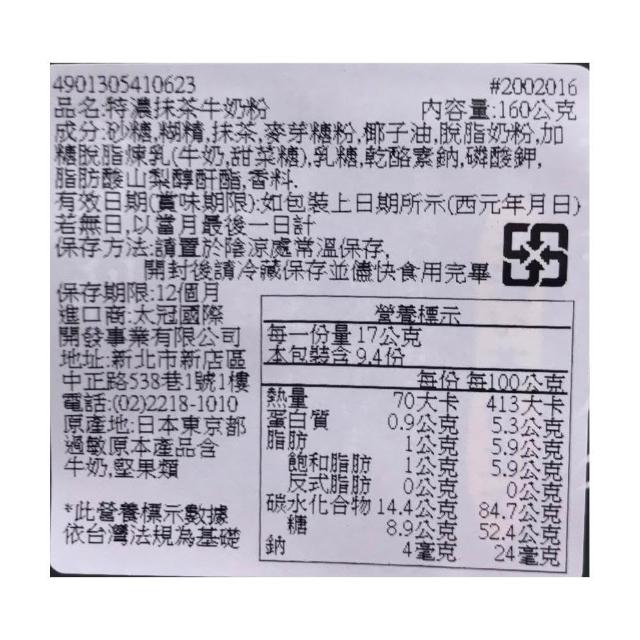 4901305410623 #2002016
品名:特濃抹茶牛奶粉 內容量:160公克
成分:砂糖,糊精,抹茶,麥芽糖粉,椰子油,脫脂奶粉,加
糖脫脂煉乳(牛奶,甜菜糖),乳糖,乾酪素鈉,磷酸鉀,
脂肪酸山梨醇酐酯,香料.
有效日期(賞味期限):如包裝上日期所示(西元年月日)
若無日,以當月最後一日計
保存方法:請置於陰涼處常溫保存,
開封後請冷藏保存並儘快食用完畢
保存期限:12個月
進口商:太冠國際
開發事業有限公司
地址:新北市新店區
中正路538巷1號1樓
電話:(02)2218-1010
原產地:日本東京都
過敏原本產品含
牛奶,堅果類
*此營養標示數據
依台灣法規為基礎
營養標示
每一份量 17公克
本包裝含 9.4份
每份 每100公克
熱量 70大卡 413大卡
蛋白質 0.9公克 5.3公克
脂肪 1公克 5.9公克
飽和脂肪 1公克 5.9公克
反式脂肪 0公克 0公克
碳水化合物 14.4公克 84.7公克
糖 8.9公克 52.4公克
鈉 4毫克 24毫克